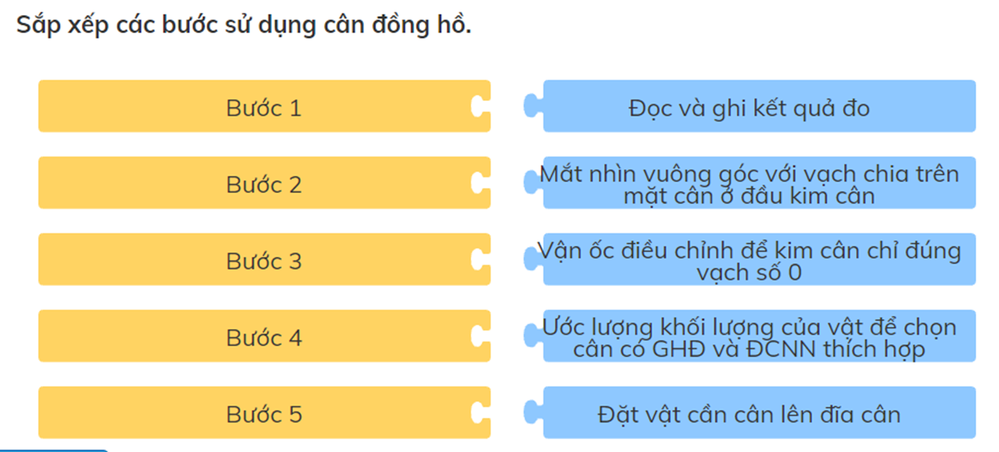 Sắp xếp các bước sử dụng cân đồng hồ.
Bước 1
Đọc và ghi kết quả đo
Bước 2
Mắt nhìn vuông góc với vạch chia trên
mặt cân ở đầu kim cân
Bước 3
Vận ốc điều chỉnh để kim cân chỉ đúng
vạch số 0
Bước 4
Ước lượng khối lượng của vật để chọn
cân có GHĐ và ĐCNN thích hợp
Bước 5
Đặt vật cần cân lên đĩa cân